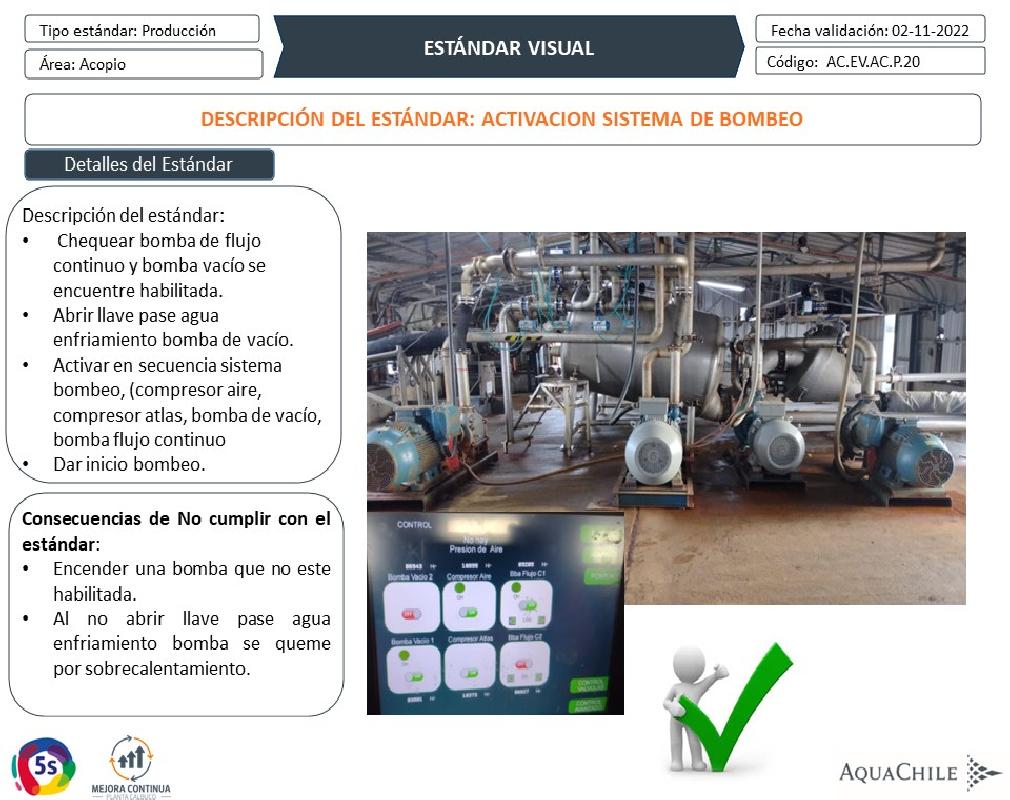 Tipo estándar: Producción
Área: Acopio
ESTÁNDAR VISUAL
Fecha validación: 02-11-2022
Código: AC.EV.AC.P.20
DESCRIPCIÓN DEL ESTÁNDAR: ACTIVACION SISTEMA DE BOMBEO
Detalles del Estándar
Descripción del estándar:
• Chequear bomba de flujo
continuo y bomba vacío se
encuentre habilitada.
• Abrir llave pase agua
enfriamiento bomba de vacío.
• Activar en secuencia sistema
bombeo, (compresor aire,
compresor atlas, bomba de vacío,
bomba flujo continuo
• Dar inicio bombeo.
Consecuencias de No cumplir con el
estándar:
• Encender una bomba que no este
habilitada.
• Al no abrir llave pase agua
enfriamiento bomba se queme
por sobrecalentamiento.
CONTROL
No hay
Presion de Aire
Bomba Vacio 2 Compresor Aire Bba Flujo C1
Bomba Vacio 1 Compresor Atlas Bba Flujo C2
CONTROL
VALVULAS
CONTROL
AVANZADO
5s
MEJORA CONTINUA
PLANTA CALBUCO
AQUACHILE